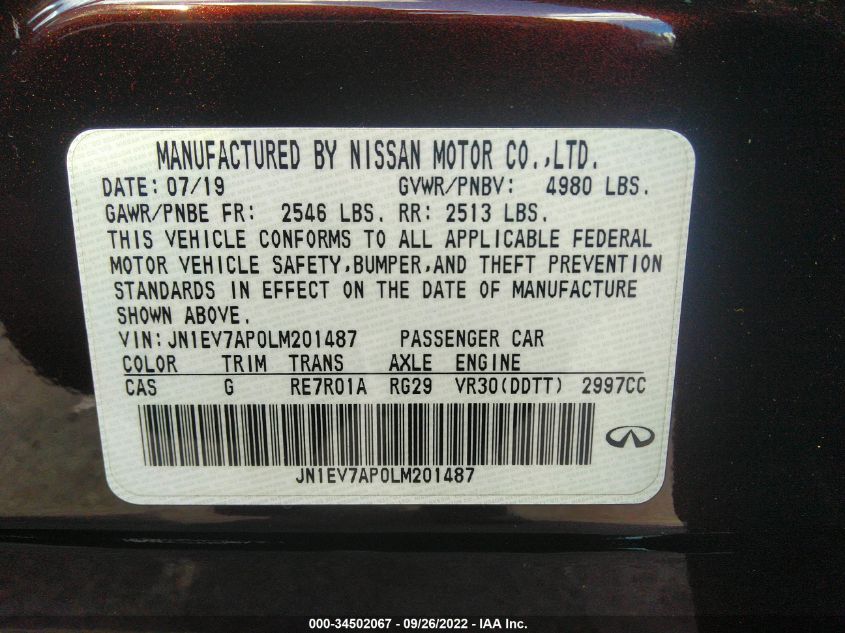 MANUFACTURED BY NISSAN MOTOR CO.,LTD.
DATE: 07/19 GVWR/PNBV: 4980 LBS.
GAWR/PNBE FR: 2546 LBS. RR: 2513 LBS.
THIS VEHICLE CONFORMS TO ALL APPLICABLE FEDERAL
MOTOR VEHICLE SAFETY,BUMPER,AND THEFT PREVENTION
STANDARDS IN EFFECT ON THE DATE OF MANUFACTURE
SHOWN ABOVE.
VIN:JN1EV7AP0LM201487 PASSENGER CAR
COLOR TRIM TRANS AXLE ENGINE
CAS G RE7R01A RG29 VR30(DDTT) 2997CC
JN1EV7AP0LM201487
000-34502067 - 09/26/2022 - IAA Inc.